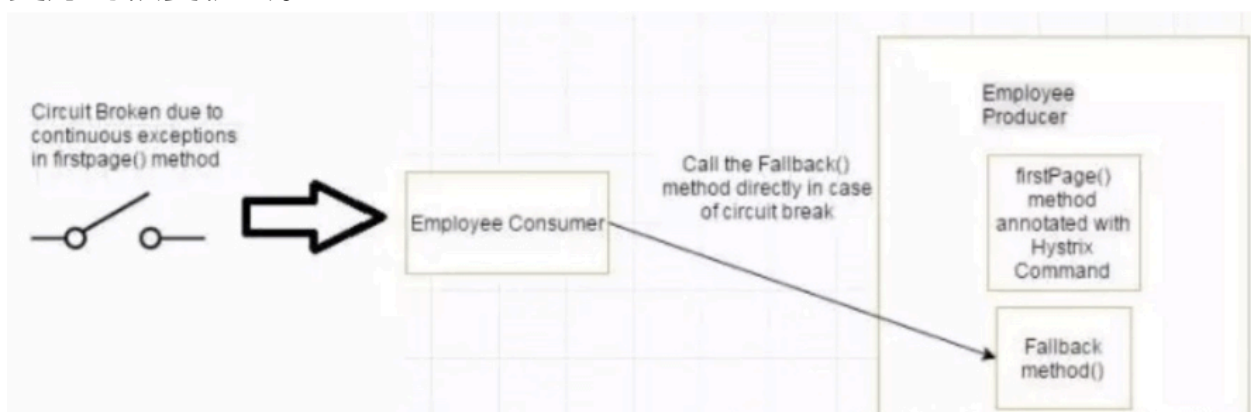 Circuit Broken due to
continuous exceptions
in firstpage() method
Employee Consumer
Call the Fallback()
method directly in case
of circuit break
Employee
Producer
firstPage()
method
annotated with
Hystrix
Command
Fallback
method()